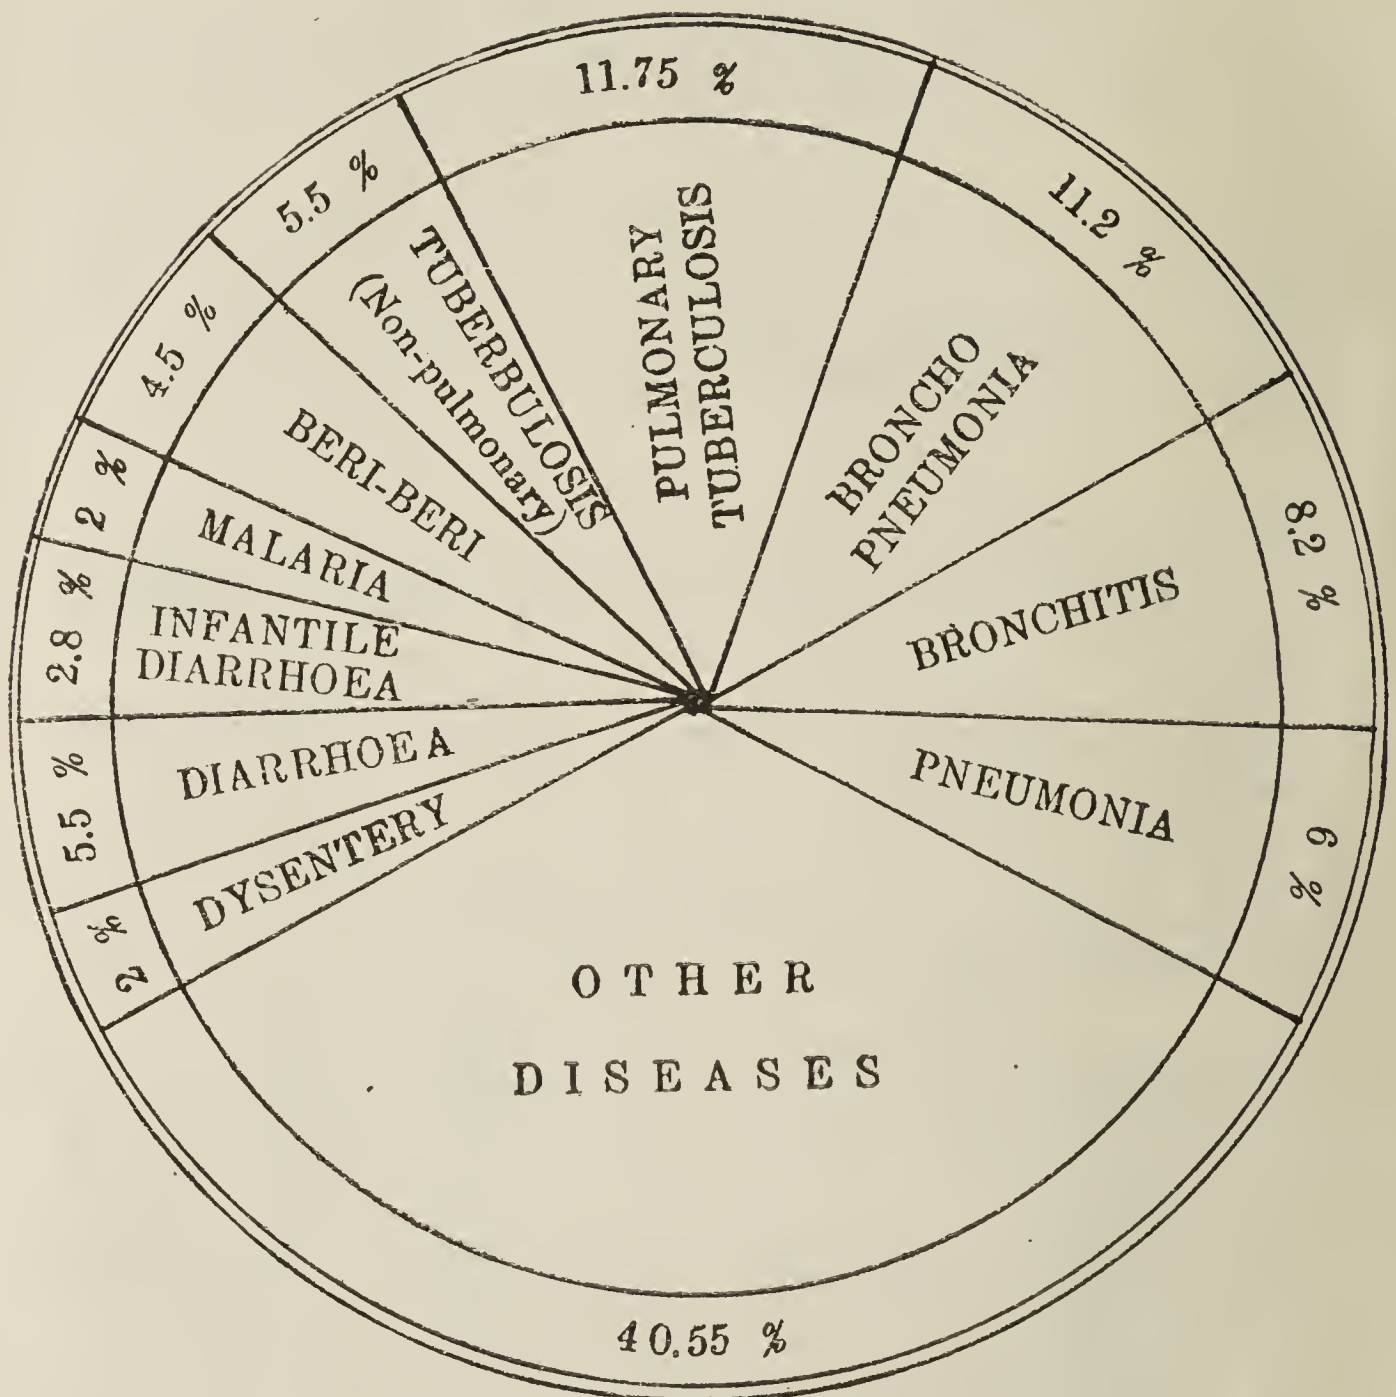 11.75 %
PULMONARY
TUBERCULOSIS
11.2 %
BRONCHO
PNEUMONIA
8.2 %
BRONCHITIS
6 %
PNEUMONIA
40.55 %
OTHER
DISEASES
2 %
DYSENTERY
5.5 %
DIARRHOEA
2.8 %
INFANTILE
DIARRHOEA
2 %
MALARIA
4.5 %
BERI-BERI
5.5 %
TUBERBULOSIS
(Non-pulmonary)